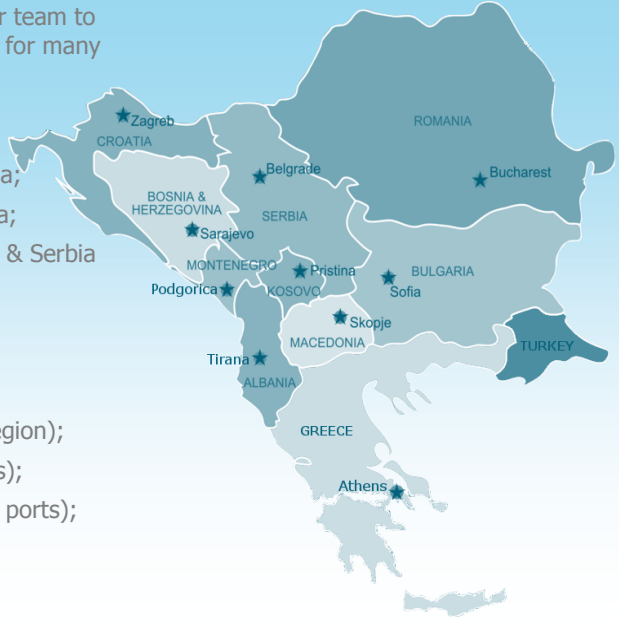 r team to
for many
a;
a;
& Serbia
egion);
s);
ports);
Zagreb
CROATIA
ROMANIA
Belgrade
Bucharest
BOSNIA &
HERZEGOVINA
SERBIA
Sarajevo
MONTENEGRO
Pristina
BULGARIA
Podgorica
KOSOVO
Sofia
Skopje
MACEDONIA
TURKEY
Tirana
ALBANIA
GREECE
Athens